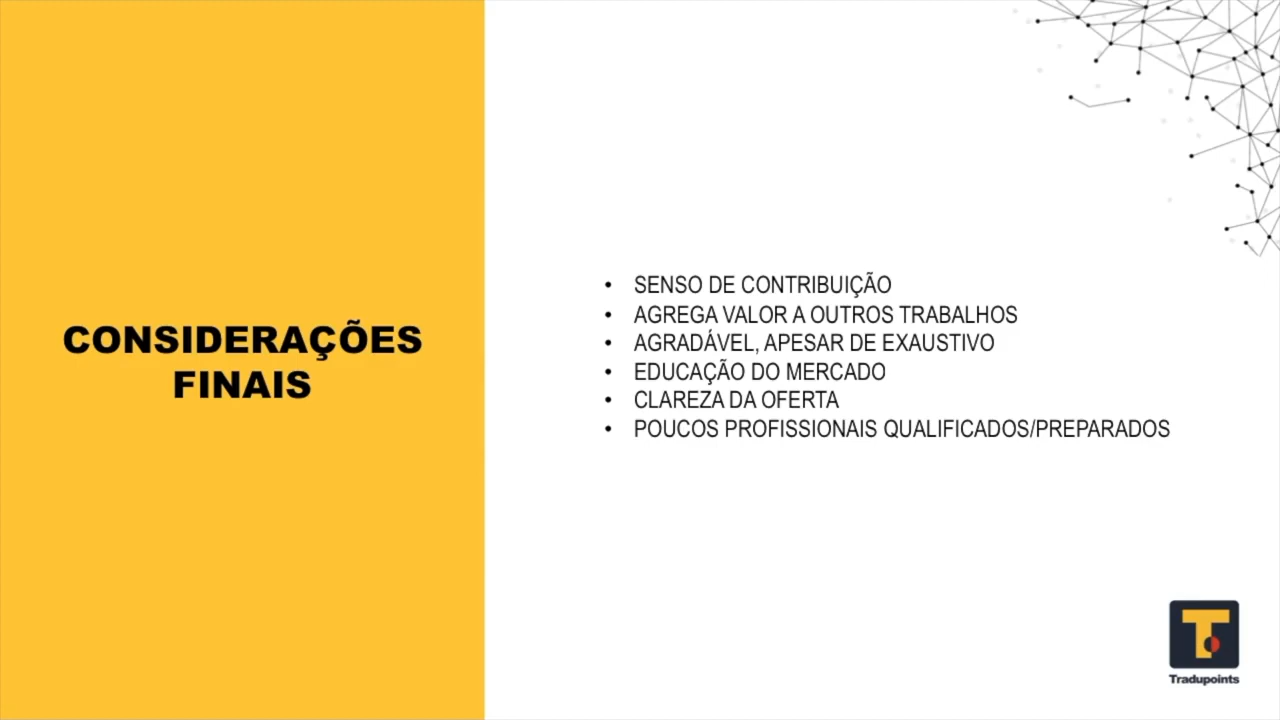 CONSIDERAÇÕES
FINAIS
• SENSO DE CONTRIBUIÇÃO
• AGREGA VALOR A OUTROS TRABALHOS
• AGRADÁVEL, APESAR DE EXAUSTIVO
• EDUCAÇÃO DO MERCADO
• CLAREZA DA OFERTA
• POUCOS PROFISSIONAIS QUALIFICADOS/PREPARADOS
T
Tradupoints